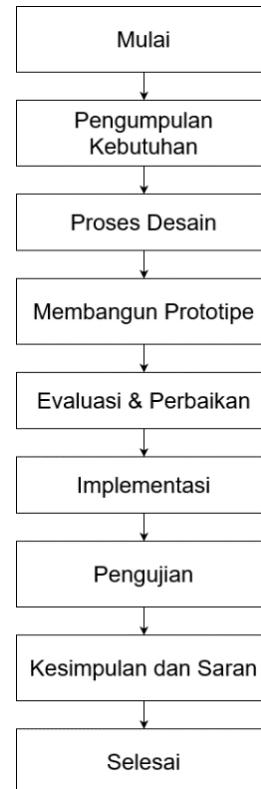 Mulai
Pengumpulan
Kebutuhan
Proses Desain
Membangun Prototipe
Evaluasi & Perbaikan
Implementasi
Pengujian
Kesimpulan dan Saran
Selesai